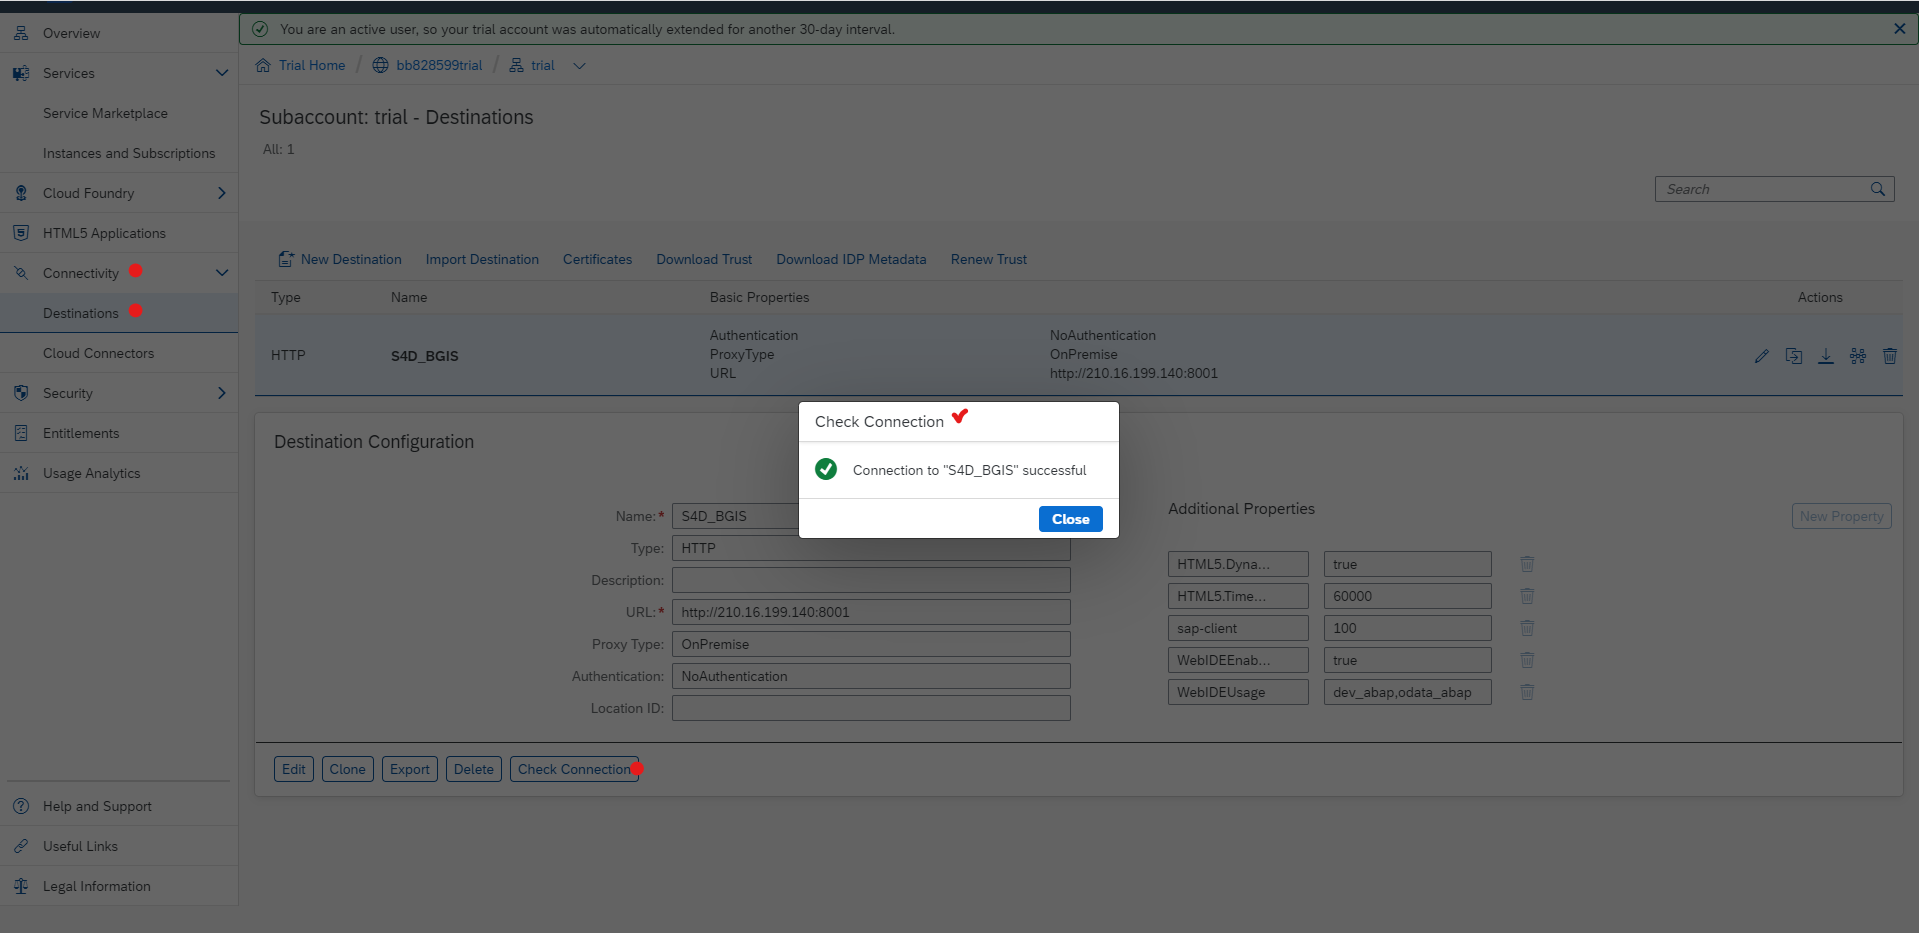 Overview
Services
Service Marketplace
Instances and Subscriptions
Cloud Foundry
HTML5 Applications
Connectivity
Destinations
Cloud Connectors
Security
Entitlements
Usage Analytics
Help and Support
Useful Links
Legal Information
You are an active user, so your trial account was automatically extended for another 30-day interval.
Trial Home / bb828599trial / trial
Subaccount: trial - Destinations
All: 1
Search
New Destination Import Destination Certificates Download Trust Download IDP Metadata Renew Trust
Type Name Basic Properties Actions
HTTP S4D_BGIS
Authentication NoAuthentication
ProxyType OnPremise
URL http://210.16.199.140:8001
Check Connection
Connection to "S4D_BGIS" successful
Close
Destination Configuration
Name:* S4D_BGIS
Type: HTTP
Description:
URL:* http://210.16.199.140:8001
Proxy Type: OnPremise
Authentication: NoAuthentication
Location ID:
Additional Properties New Property
HTML5.Dyna... true
HTML5.Time... 60000
sap-client 100
WebIDEEnab... true
WebIDEUsage dev_abap,odata_abap
Edit Clone Export Delete Check Connection